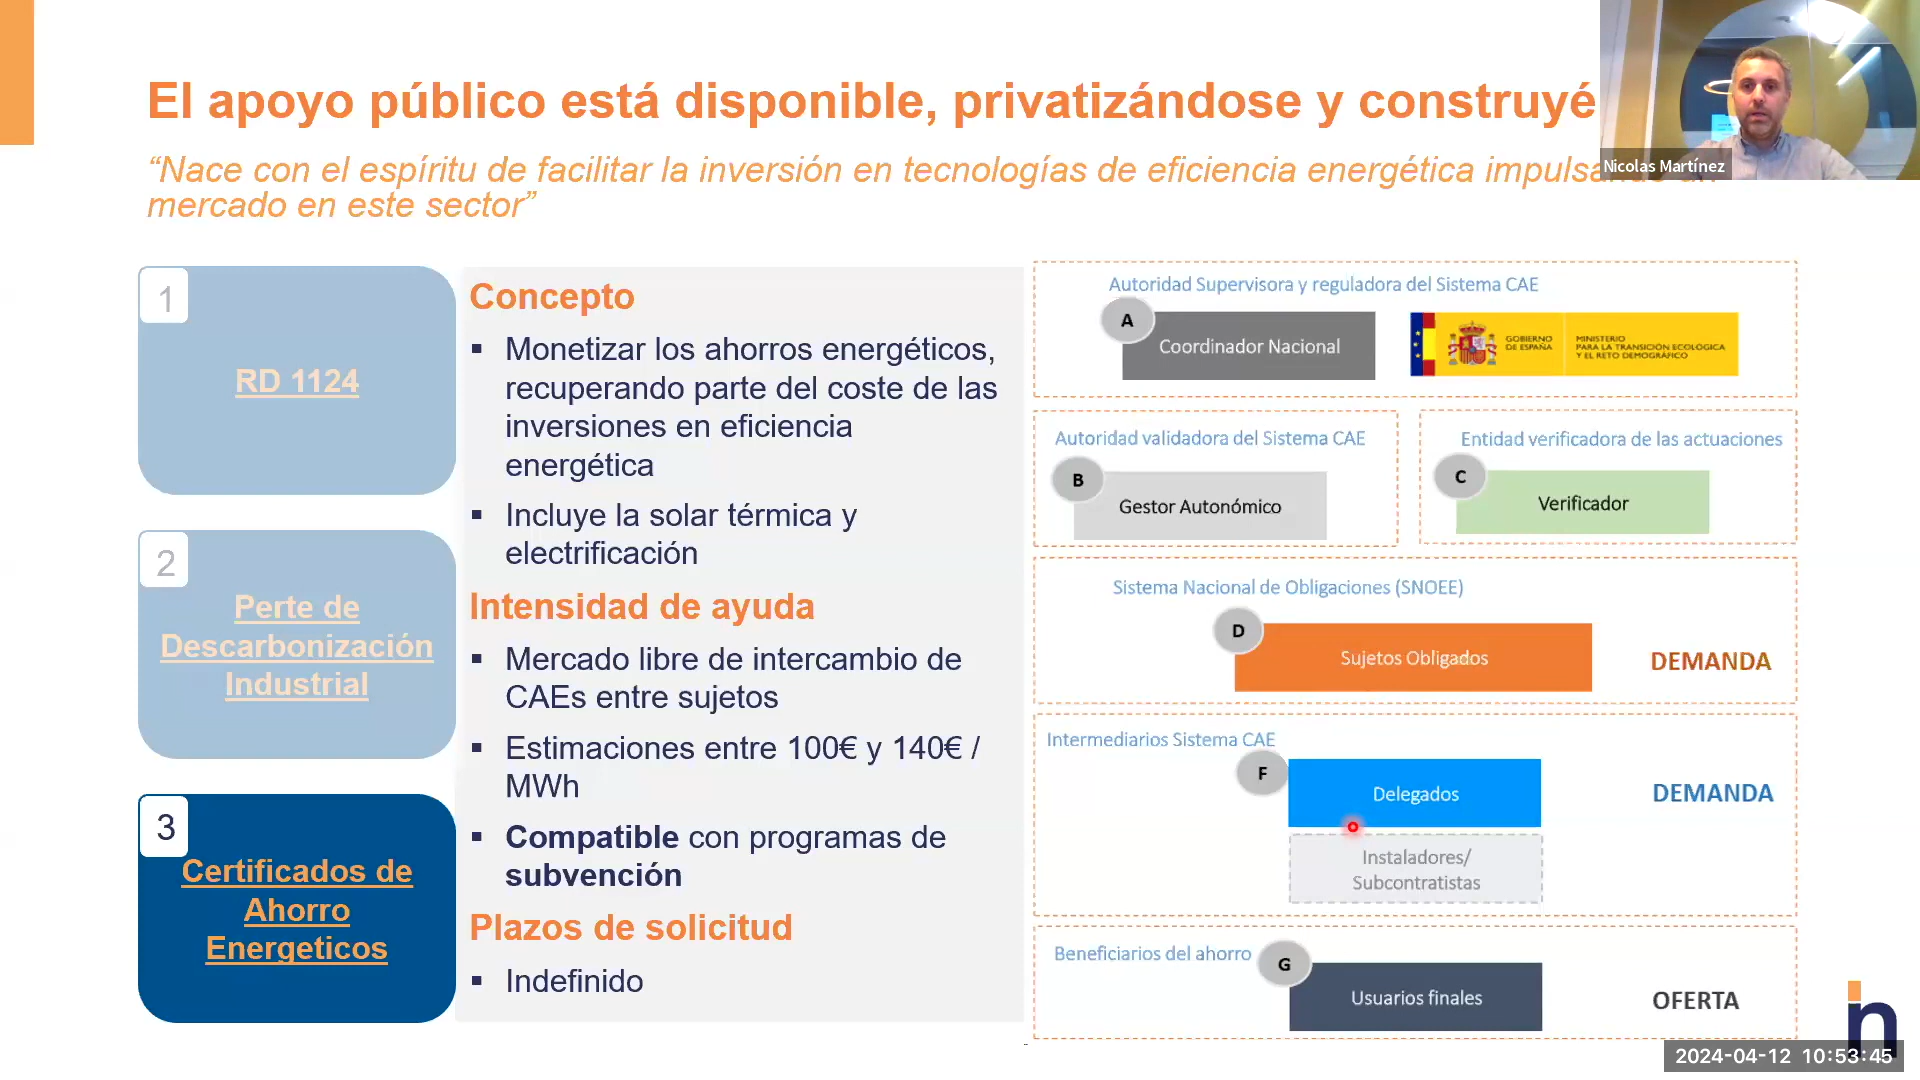 El apoyo público está disponible, privatizándose y construyé
“Nace con el espíritu de facilitar la inversión en tecnologías de eficiencia energética
mercado en este sector”
Nicolas Martínez
1
RD 1124
2
Perte de
Descarbonización
Industrial
3
Certificados de
Ahorro
Energeticos
Concepto
▪ Monetizar los ahorros energéticos,
recuperando parte del coste de las
inversiones en eficiencia
energética
▪ Incluye la solar térmica y
electrificación
Intensidad de ayuda
▪ Mercado libre de intercambio de
CAEs entre sujetos
▪ Estimaciones entre 100€ y 140€ /
MWh
▪ Compatible con programas de
subvención
Plazos de solicitud
▪ Indefinido
Autoridad Supervisora y reguladora del Sistema CAE
A
Coordinador Nacional
GOBIERNO
DE ESPAÑA
MINISTERIO
PARA LA TRANSICIÓN ECOLÓGICA
Y EL RETO DEMOGRÁFICO
Autoridad validadora del Sistema CAE
B
Gestor Autonómico
Entidad verificadora de las actuaciones
C
Verificador
Sistema Nacional de Obligaciones (SNOEE)
D
Sujetos Obligados
DEMANDA
Intermediarios Sistema CAE
F
Delegados
DEMANDA
Instaladores/
Subcontratistas
Beneficiarios del ahorro
G
Usuarios finales
OFERTA
in
2024-04-12 10:53:45